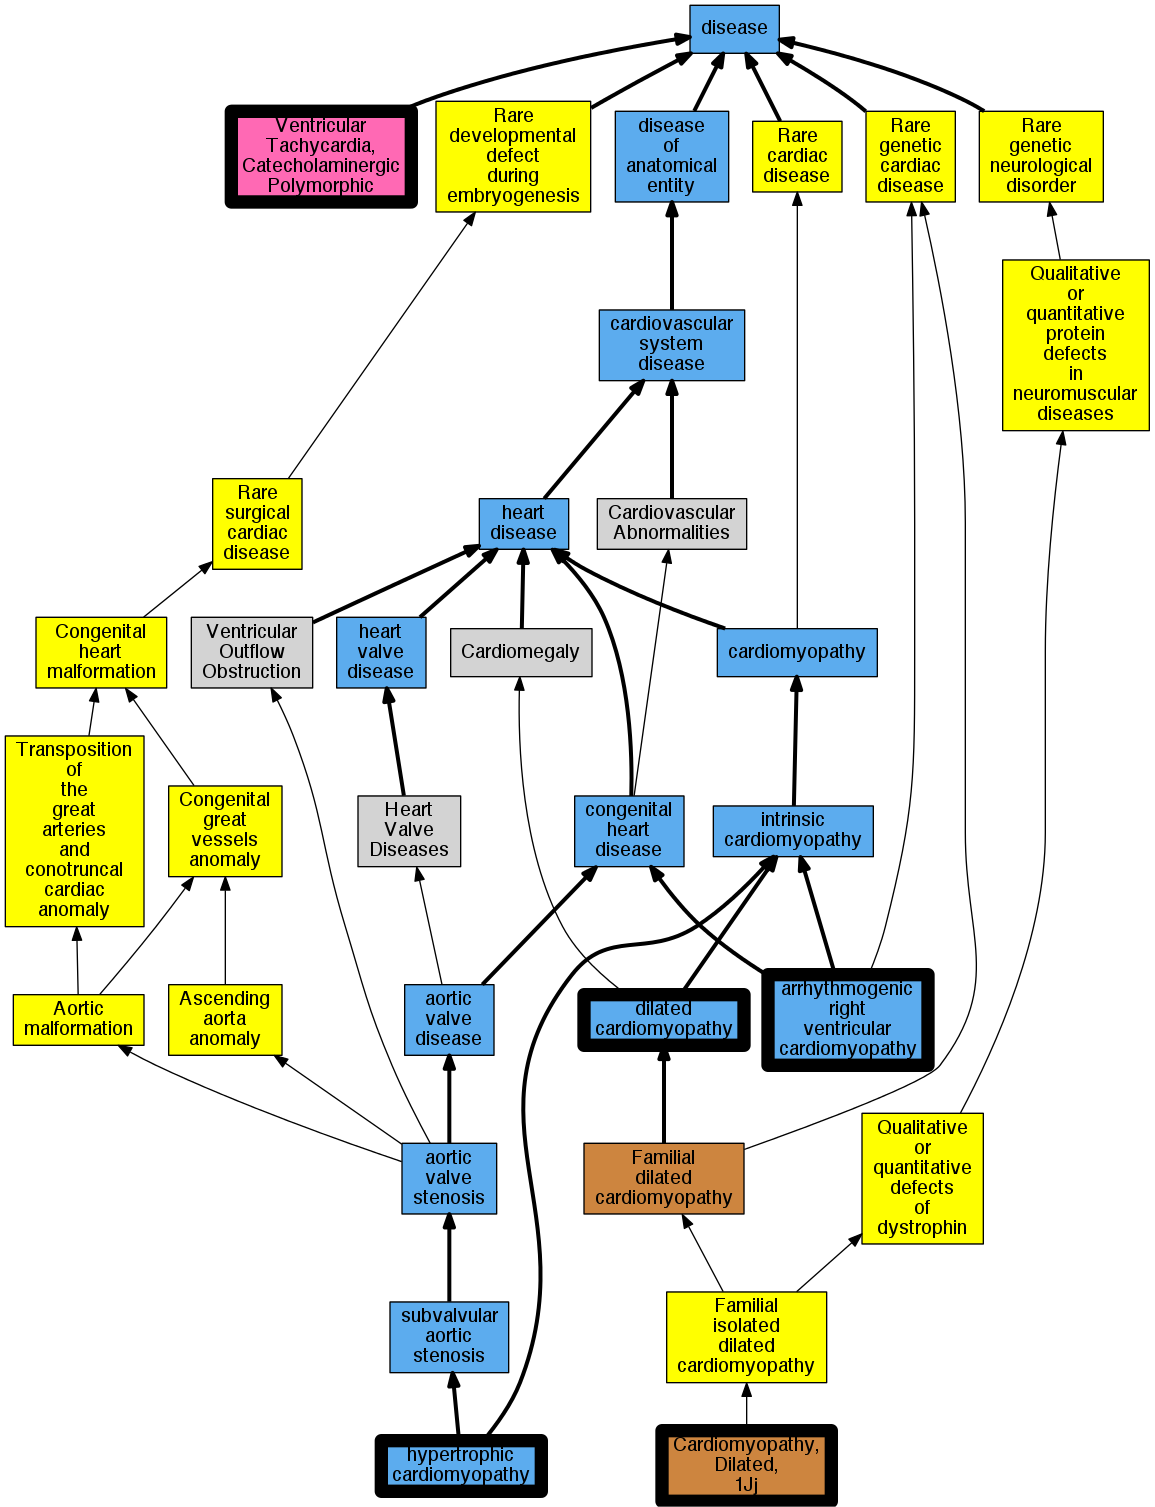 disease
Ventricular
Tachycardia,
Catecholaminergic
Polymorphic
Rare
developmental
defect
during
embryogenesis
disease
of
anatomical
entity
Rare
cardiac
disease
Rare
genetic
cardiac
disease
Rare
genetic
neurological
disorder
Qualitative
or
quantitative
protein
defects
in
neuromuscular
diseases
cardiovascular
system
disease
Rare
surgical
cardiac
disease
heart
disease
Cardiovascular
Abnormalities
Congenital
heart
malformation
Ventricular
Outflow
Obstruction
heart
valve
disease
Cardiomegaly
cardiomyopathy
Transposition
of
the
great
arteries
and
conotruncal
cardiac
anomaly
Congenital
great
vessels
anomaly
Heart
Valve
Diseases
congenital
heart
disease
intrinsic
cardiomyopathy
Aortic
malformation
Ascending
aorta
anomaly
aortic
valve
disease
dilated
cardiomyopathy
arrhythmogenic
right
ventricular
cardiomyopathy
aortic
valve
stenosis
Familial
dilated
cardiomyopathy
Qualitative
or
quantitative
defects
of
dystrophin
subvalvular
aortic
stenosis
Familial
isolated
dilated
cardiomyopathy
hypertrophic
cardiomyopathy
Cardiomyopathy,
Dilated,
1Jj